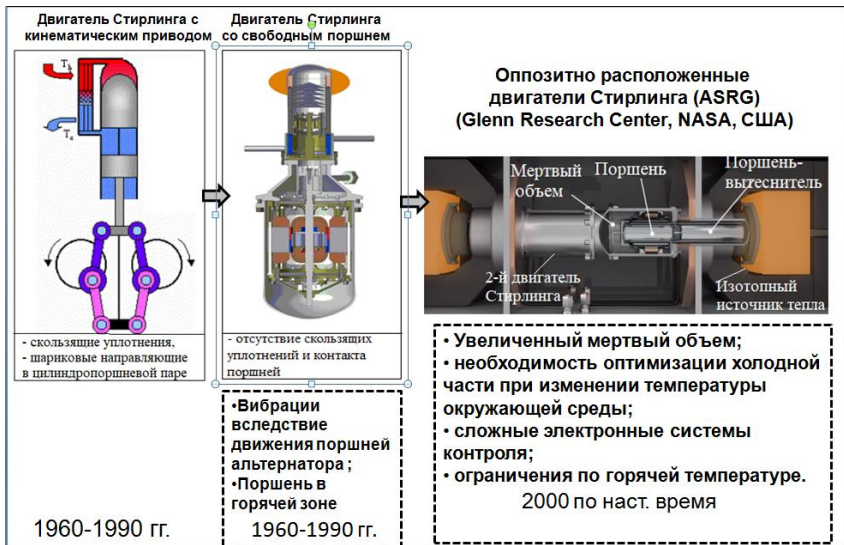 Двигатель Стирлинга с
кинематическим приводом
T
T
- скользящие уплотнения,
- шариковые направляющие
в цилиндропоршневой паре
1960-1990 гг.
Двигатель Стирлинга
со свободным поршнем
- отсутствие скользящих
уплотнений и контакта
поршней
•Вибрации
вследствие
движения поршней
альтернатора ;
•Поршень в
горячей зоне
1960-1990 гг.
Оппозитно расположенные
двигатели Стирлинга (ASRG)
(Glenn Research Center, NASA, США)
Мертвый
объем
Поршень
Поршень-
вытеснитель
2-й двигатель
Стирлинга
Изотопный
источник тепла
• Увеличенный мертвый объем;
• необходимость оптимизации холодной
части при изменении температуры
окружающей среды;
• сложные электронные системы
контроля;
• ограничения по горячей температуре.
2000 по наст. время